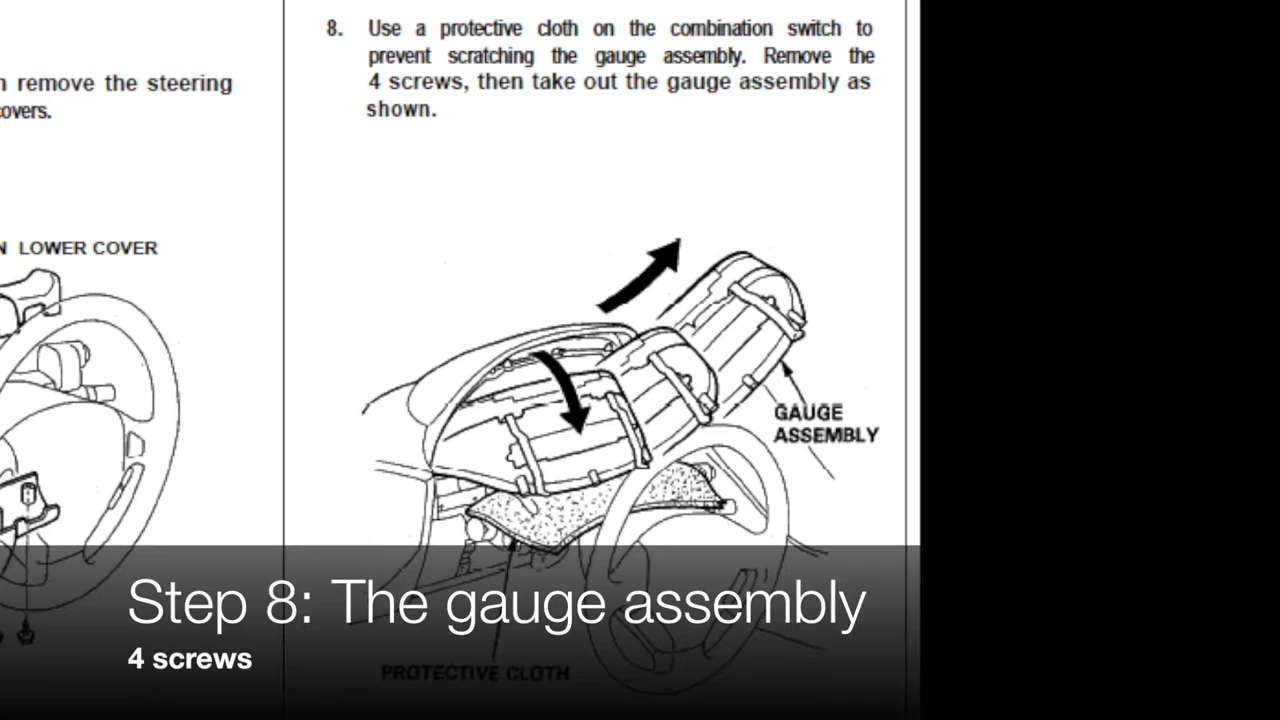 n remove the steering
covers.
N LOWER COVER
8. Use a protective cloth on the combination switch to
prevent scratching the gauge assembly. Remove the
4 screws, then take out the gauge assembly as
shown.
GAUGE
ASSEMBLY
Step 8: The gauge assembly
4 screws
PROTECTIVE CLOTH